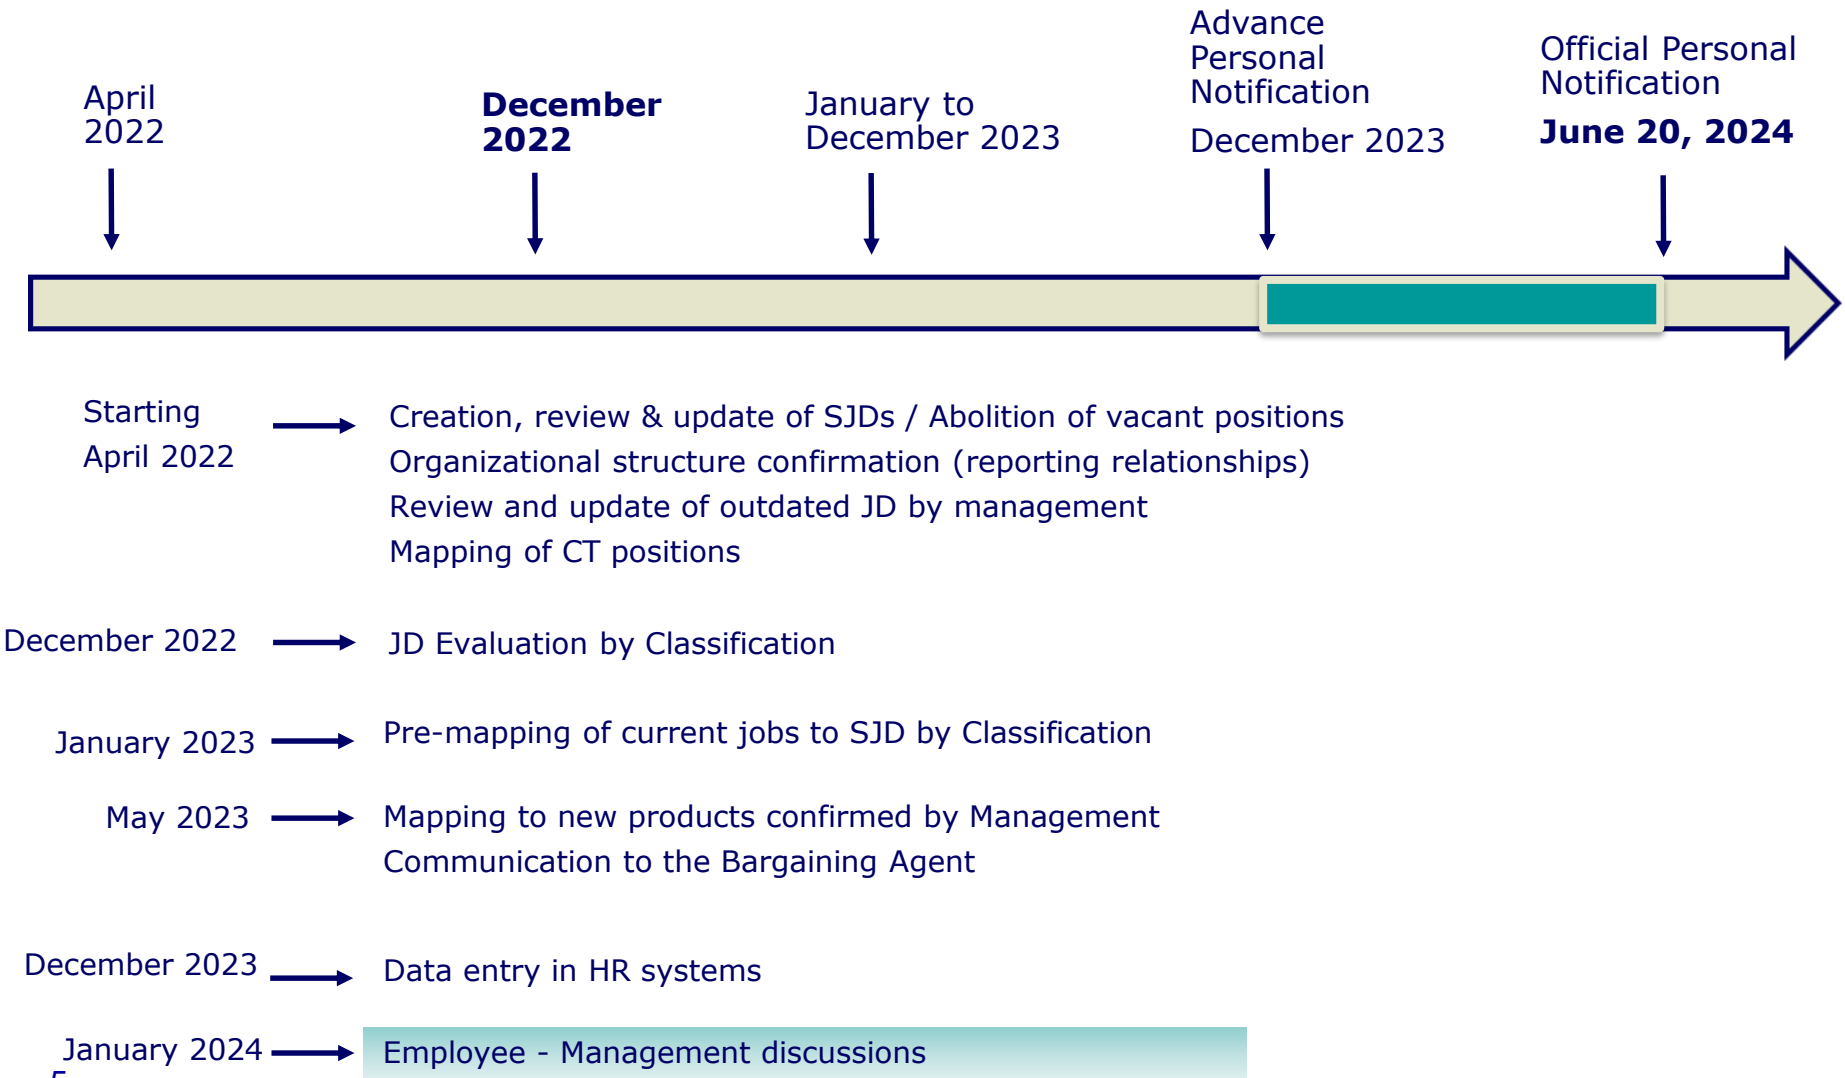 April
2022
December
2022
January to
December 2023
Advance
Personal
Notification
December 2023
Official Personal
Notification
June 20, 2024
Starting
April 2022
Creation, review & update of SJDs / Abolition of vacant positions
Organizational structure confirmation (reporting relationships)
Review and update of outdated JD by management
Mapping of CT positions
December 2022
JD Evaluation by Classification
January 2023
Pre-mapping of current jobs to SJD by Classification
May 2023
Mapping to new products confirmed by Management
Communication to the Bargaining Agent
December 2023
Data entry in HR systems
January 2024
Employee - Management discussions